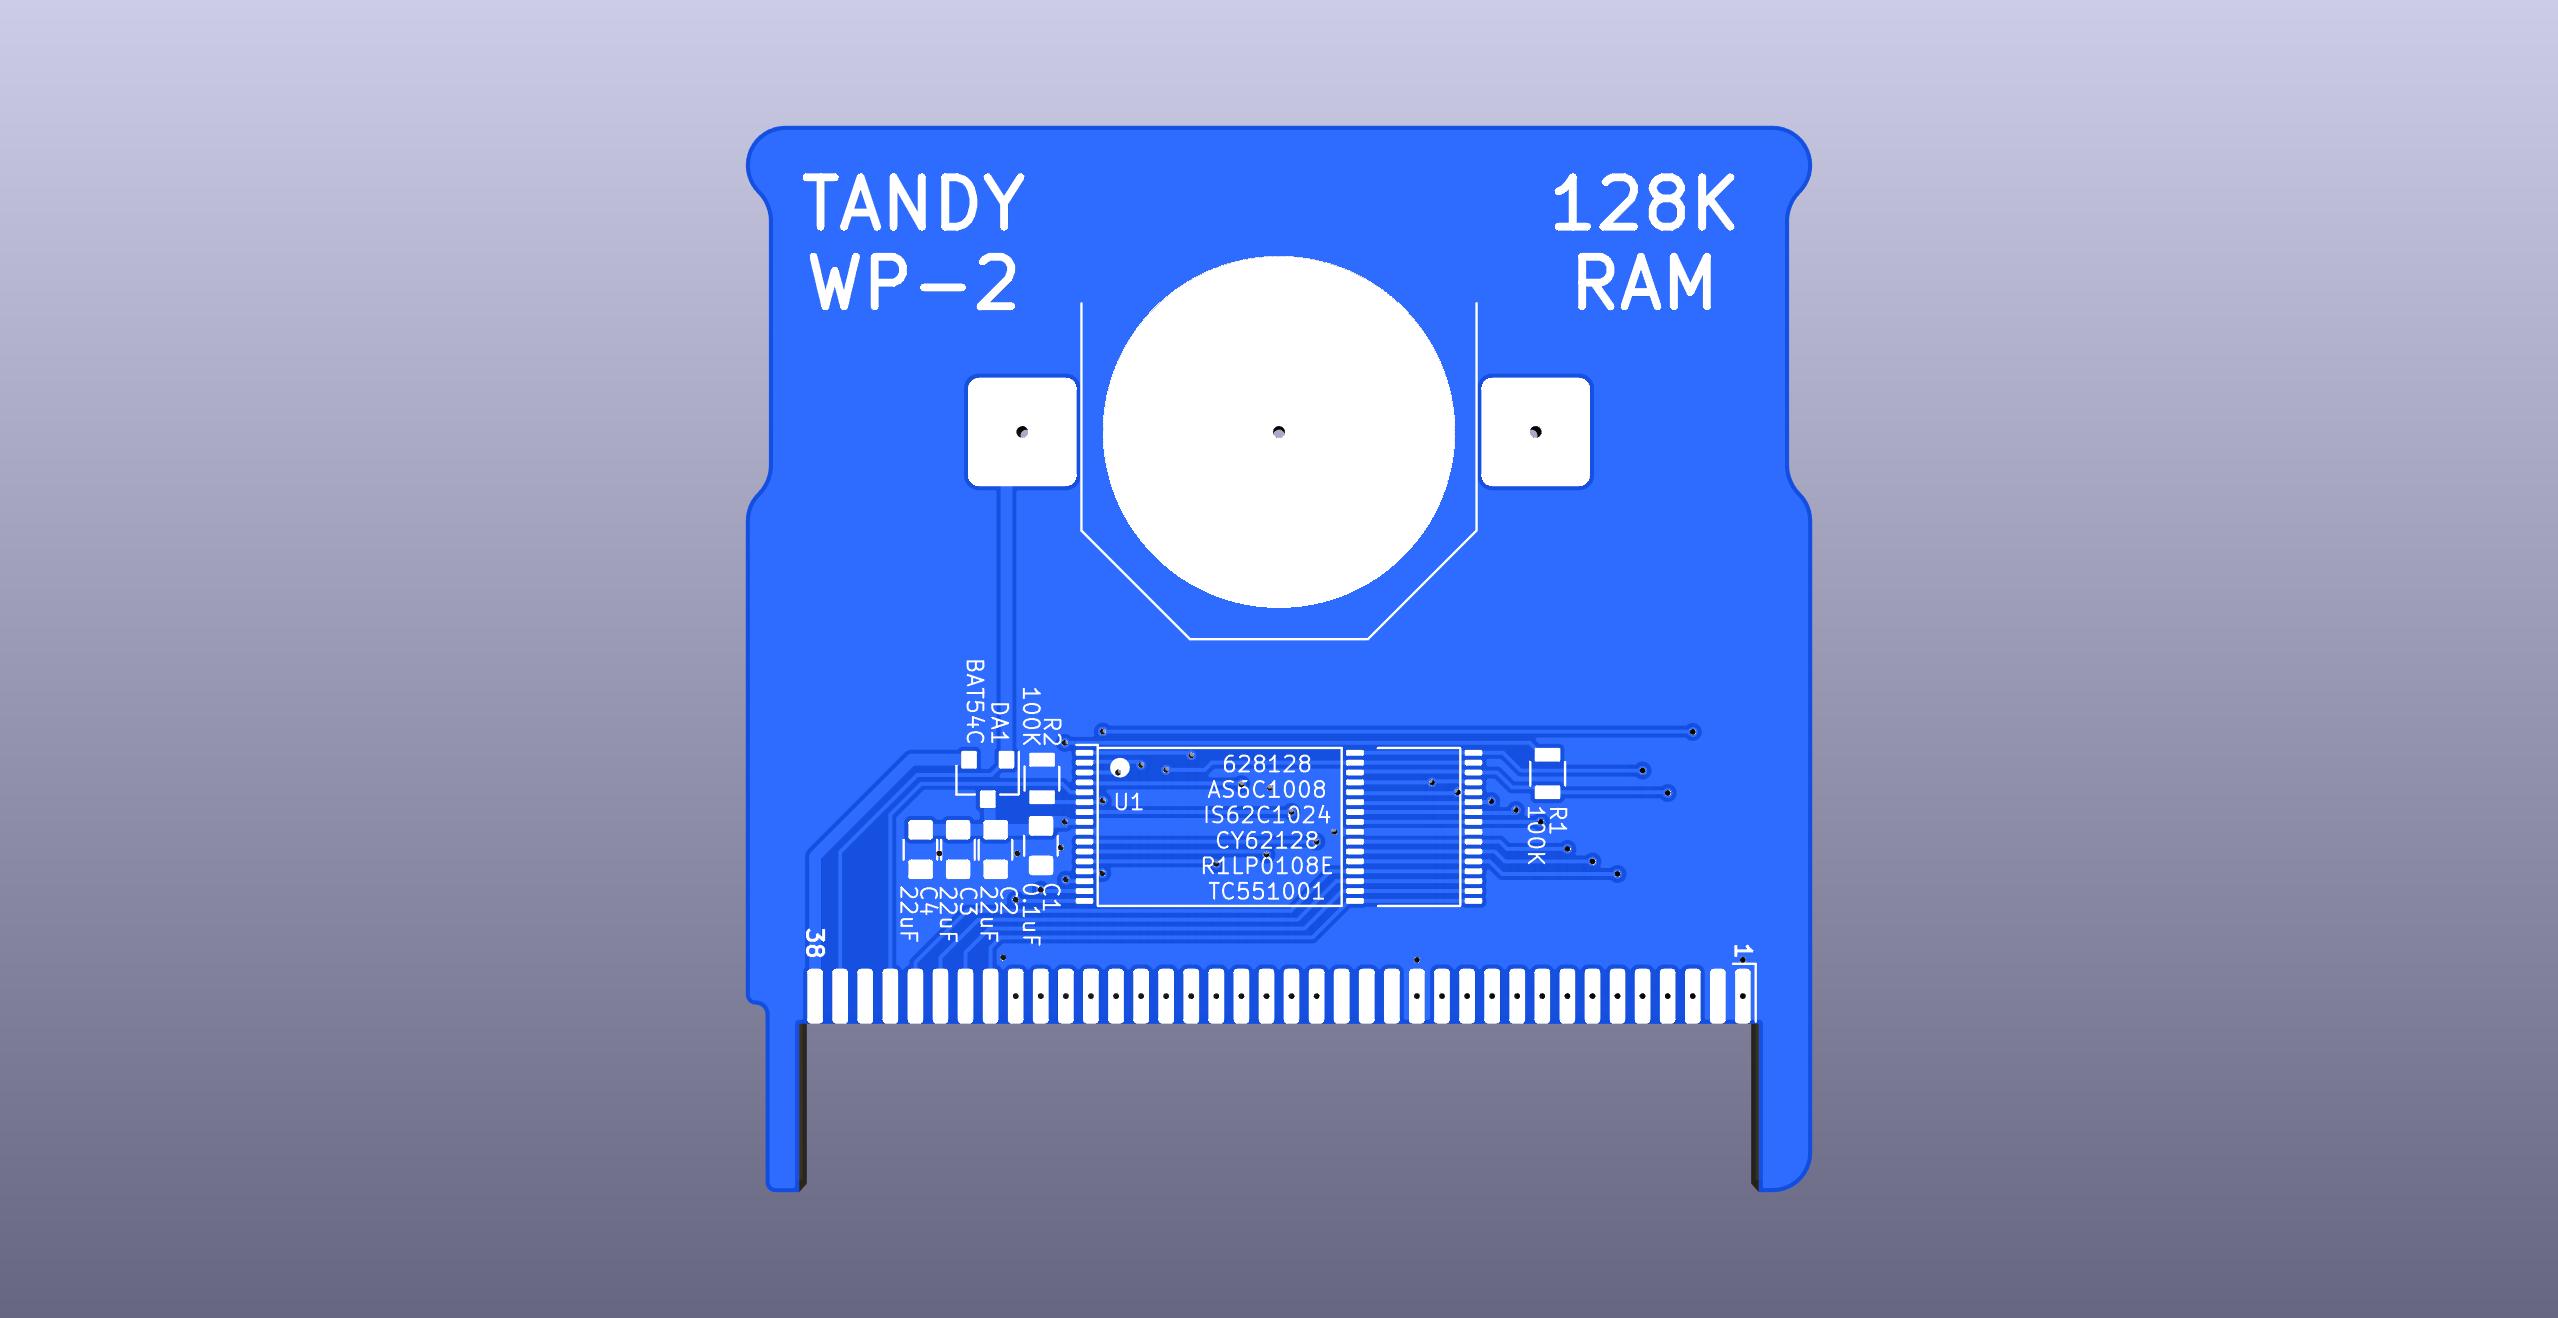 TANDY
WP-2
128K
RAM
BAT54C
DA1
100K
R2
628128
AS6C1008
IS62C1024
CY62128
R1LP0108E
TC551001
U1
R1
100K
C4
22uF
C3
22uF
C2
22uF
C1
0.1uF
38
1